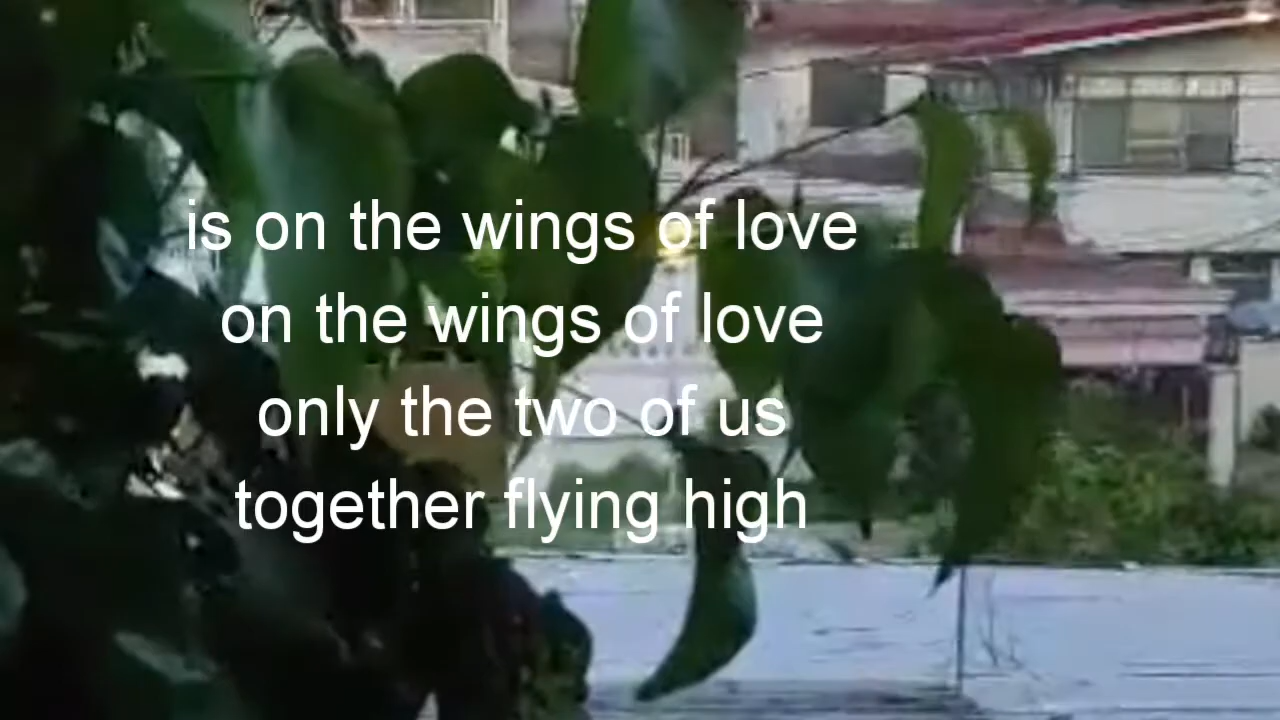 is on the wings of love
on the wings of love
only the two of us
together flying high